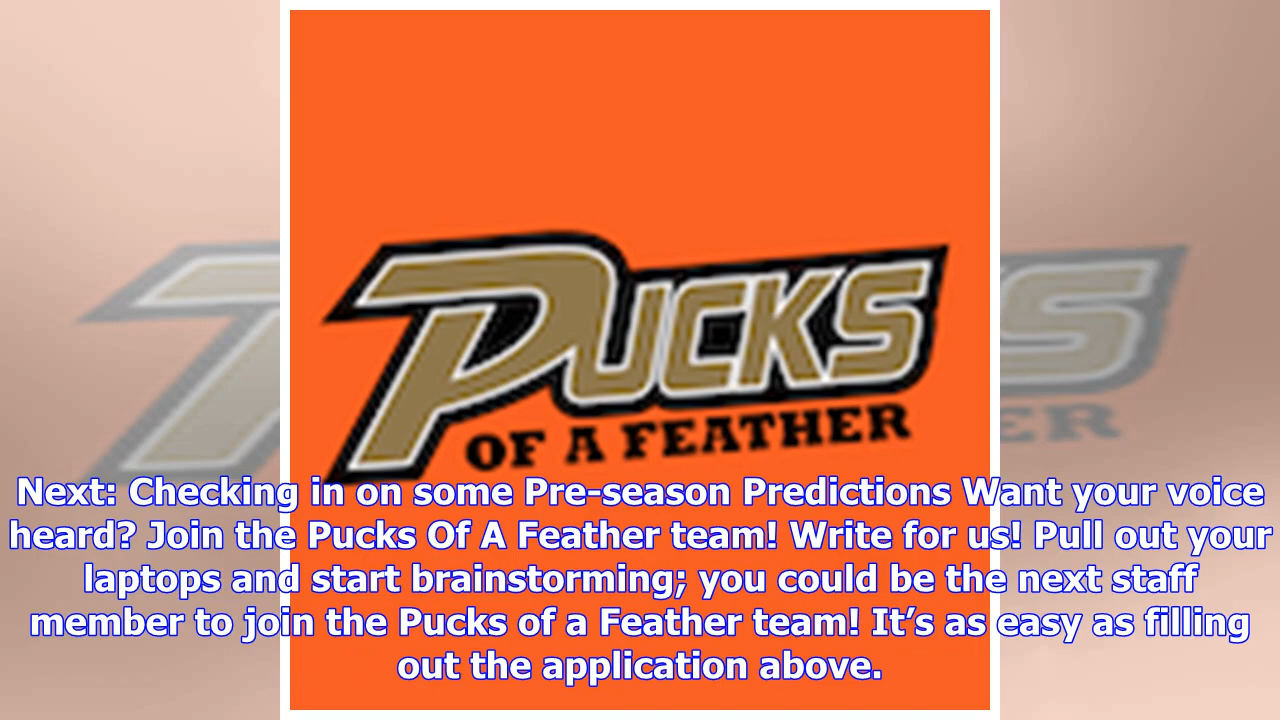 PUCKS
OF A FEATHER
Next: Checking in on some Pre-season Predictions Want your voice
heard? Join the Pucks Of A Feather team! Write for us! Pull out your
laptops and start brainstorming; you could be the next staff
member to join the Pucks of a Feather team! It’s as easy as filling
out the application above.